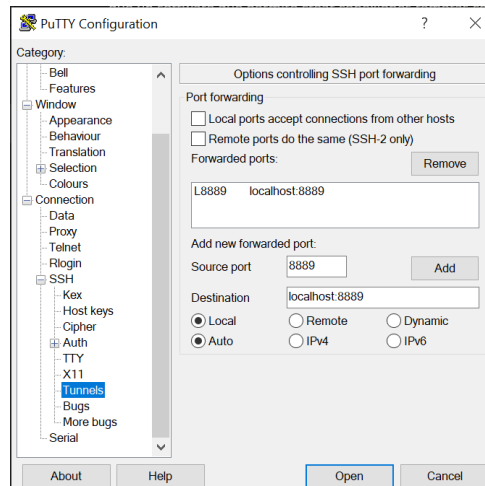 PuTTY Configuration
?
Category:
Bell
Features
Window
Appearance
Behaviour
Translation
Selection
Colours
Connection
Data
Proxy
Telnet
Rlogin
SSH
Kex
Host keys
Cipher
Auth
TTY
X11
Tunnels
Bugs
More bugs
Serial
Options controlling SSH port forwarding
Port forwarding
Local ports accept connections from other hosts
Remote ports do the same (SSH-2 only)
Forwarded ports:
Remove
L8889 localhost:8889
Add new forwarded port:
Source port 8889 Add
Destination localhost:8889
Local Remote Dynamic
Auto IPv4 IPv6
About Help Open Cancel